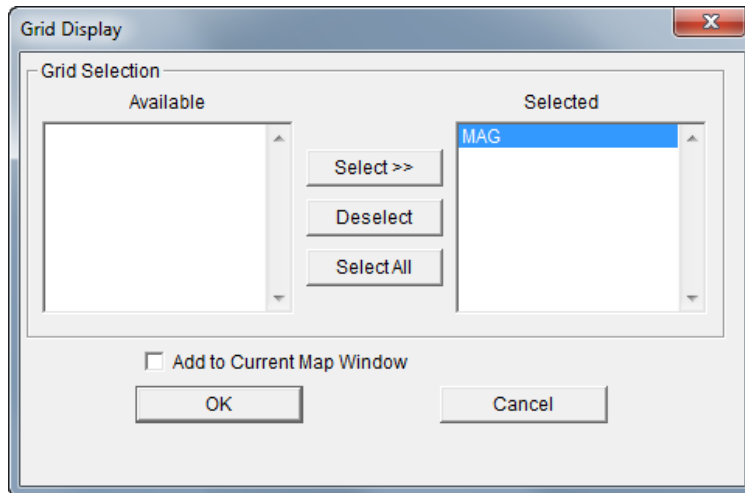 Grid Display
Grid Selection
Available
Selected
MAG
Select >>
Deselect
Select All
Add to Current Map Window
OK
Cancel